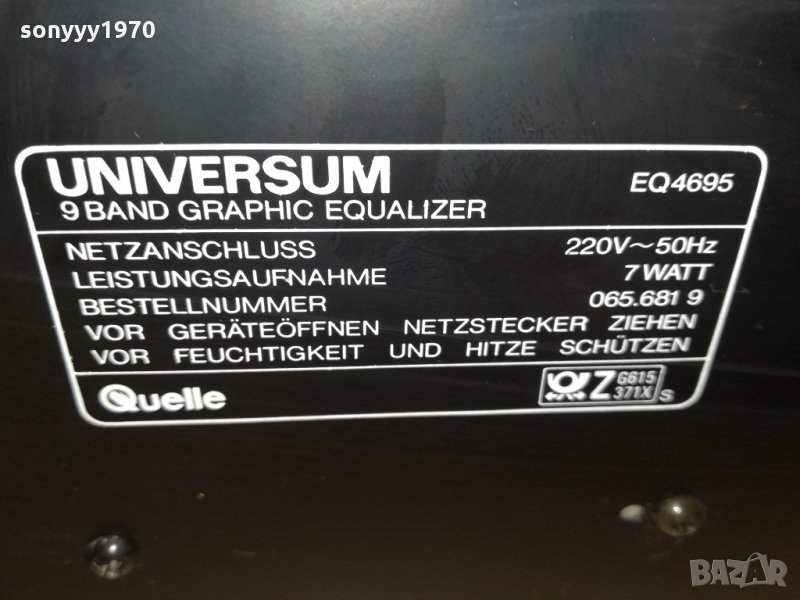 sonyyy1970
UNIVERSUM EQ4695
9 BAND GRAPHIC EQUALIZER
NETZANSCHLUSS 220V~50Hz
LEISTUNGSAUFNAHME 7 WATT
BESTELLNUMMER 065.681 9
VOR GERÄTEÖFFNEN NETZSTECKER ZIEHEN
VOR FEUCHTIGKEIT UND HITZE SCHÜTZEN
Quelle Z G615 371X S
BAZAR